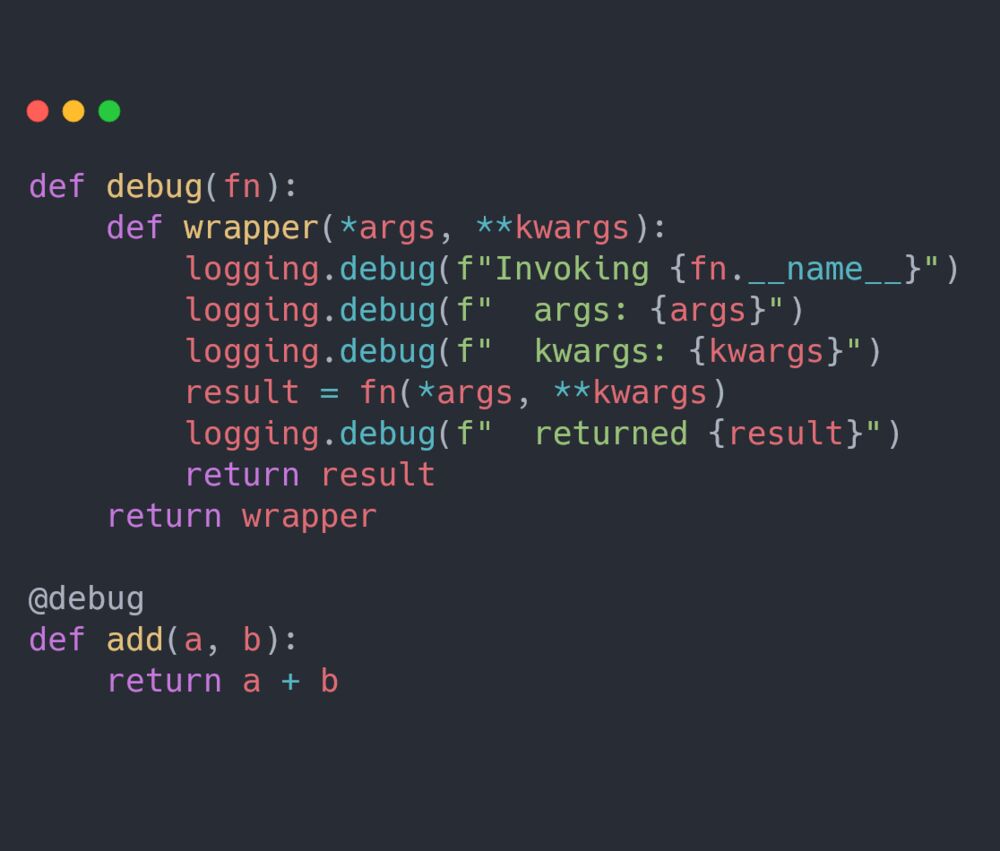 def debug(fn):
    def wrapper(*args, **kwargs):
        logging.debug(f"Invoking {fn.__name__}")
        logging.debug(f"  args: {args}")
        logging.debug(f"  kwargs: {kwargs}")
        result = fn(*args, **kwargs)
        logging.debug(f"  returned {result}")
        return result
    return wrapper

@debug
def add(a, b):
    return a + b